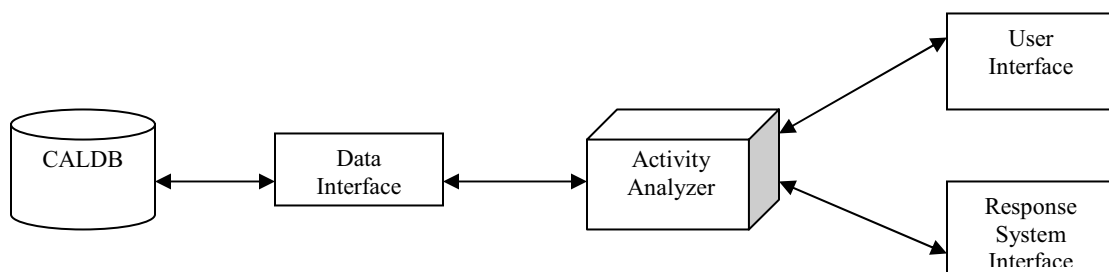 User
Interface
CALDB
Data
Interface
Activity
Analyzer
Response
System
Interface